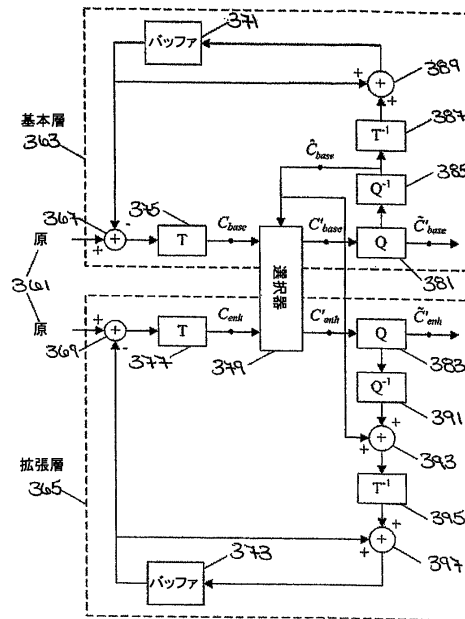 371
バッファ
389
基本層
363
387
T⁻¹
Ĉbase
385
Q⁻¹
367
375
原
T
Cbase
C'base
Q
C̃'base
361
381
選択器
原
369
T
Cenh
C'enh
Q
C̃'enh
377
379
383
Q⁻¹
391
393
拡張層
365
T⁻¹
395
373
397
バッファ